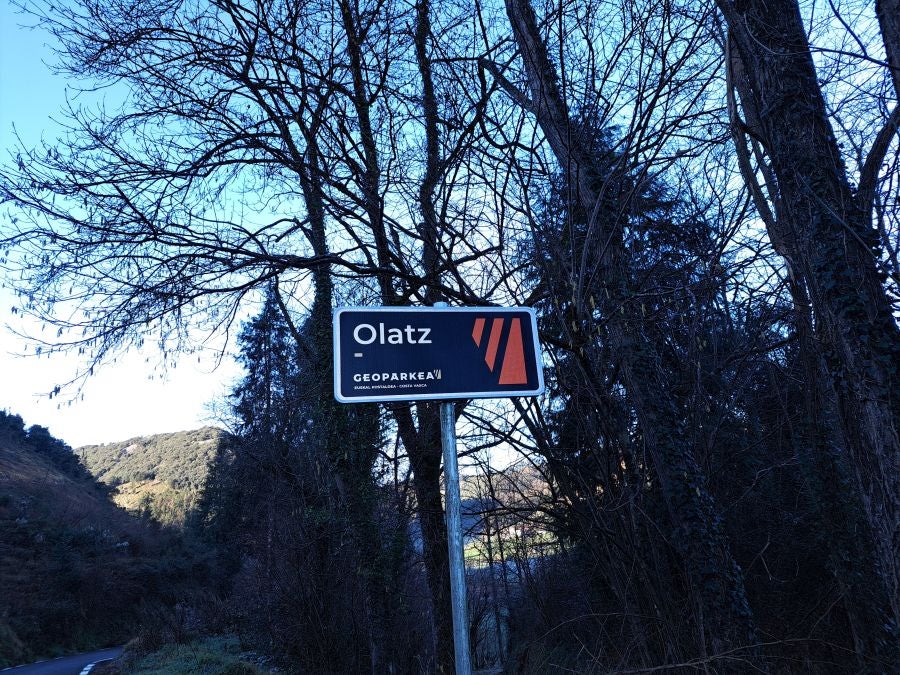 Olatz
GEOPARKEA
EUSKAL KOSTALDEA - COSTA VASCA